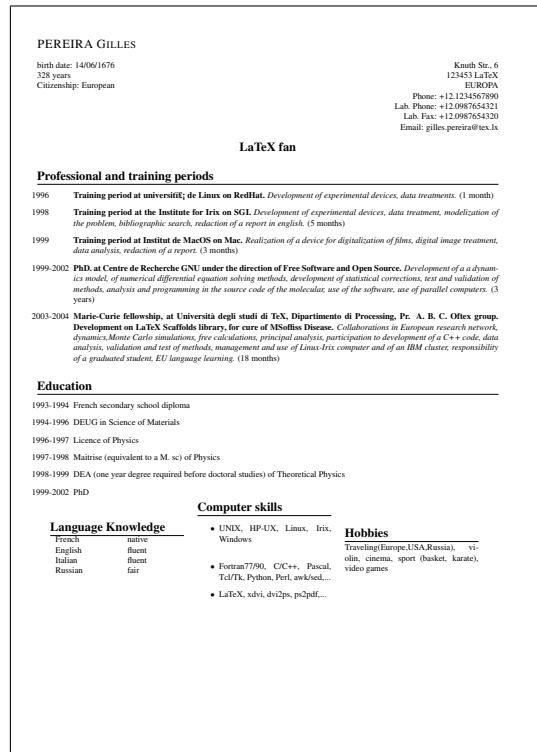 PEREIRA GILLES
birth date: 14/06/1676
328 years
Citizenship: European
Knuth Str., 6
123453 LaTeX
EUROPA
Phone: +12.1234567890
Lab. Phone: +12.0987654321
Lab. Fax: +12.0987654320
Email: gilles.pereira@tex.lx
LaTeX fan
Professional and training periods
1996 Training period at universitï£¡ de Linux on RedHat. Development of experimental devices, data treatments. (1 month)
1998 Training period at the Institute for Irix on SGI. Development of experimental devices, data treatment, modelization of
the problem, bibliographic search, redaction of a report in english. (5 months)
1999 Training period at Institut de MacOS on Mac. Realization of a device for digitalization of films, digital image treatment,
data analysis, redaction of a report. (3 months)
1999-2002 PhD. at Centre de Recherche GNU under the direction of Free Software and Open Source. Development of a a dynam-
ics model, of numerical differential equation solving methods, development of statistical corrections, test and validation of
methods, analysis and programming in the source code of the molecular, use of the software, use of parallel computers. (3
years)
2003-2004 Marie-Curie fellowship, at Università degli studi di TeX, Dipartimento di Processing, Pr. A. B. C. Oftex group.
Development on LaTeX Scaffolds library, for cure of MSoffiss Disease. Collaborations in European research network,
dynamics,Monte Carlo simulations, free calculations, principal analysis, participation to development of a C++ code, data
analysis, validation and test of methods, management and use of Linux-Irix computer and of an IBM cluster, responsibility
of a graduated student, EU language learning. (18 months)
Education
1993-1994 French secondary school diploma
1994-1996 DEUG in Science of Materials
1996-1997 Licence of Physics
1997-1998 Maitrise (equivalent to a M. sc) of Physics
1998-1999 DEA (one year degree required before doctoral studies) of Theoretical Physics
1999-2002 PhD
Language Knowledge
French native
English fluent
Italian fluent
Russian fair
Computer skills
• UNIX, HP-UX, Linux, Irix,
Windows
• Fortran77/90, C/C++, Pascal,
Tcl/Tk, Python, Perl, awk/sed,...
• LaTeX, xdvi, dvi2ps, ps2pdf,...
Hobbies
Traveling(Europe,USA,Russia), vi-
olin, cinema, sport (basket, karate),
video games